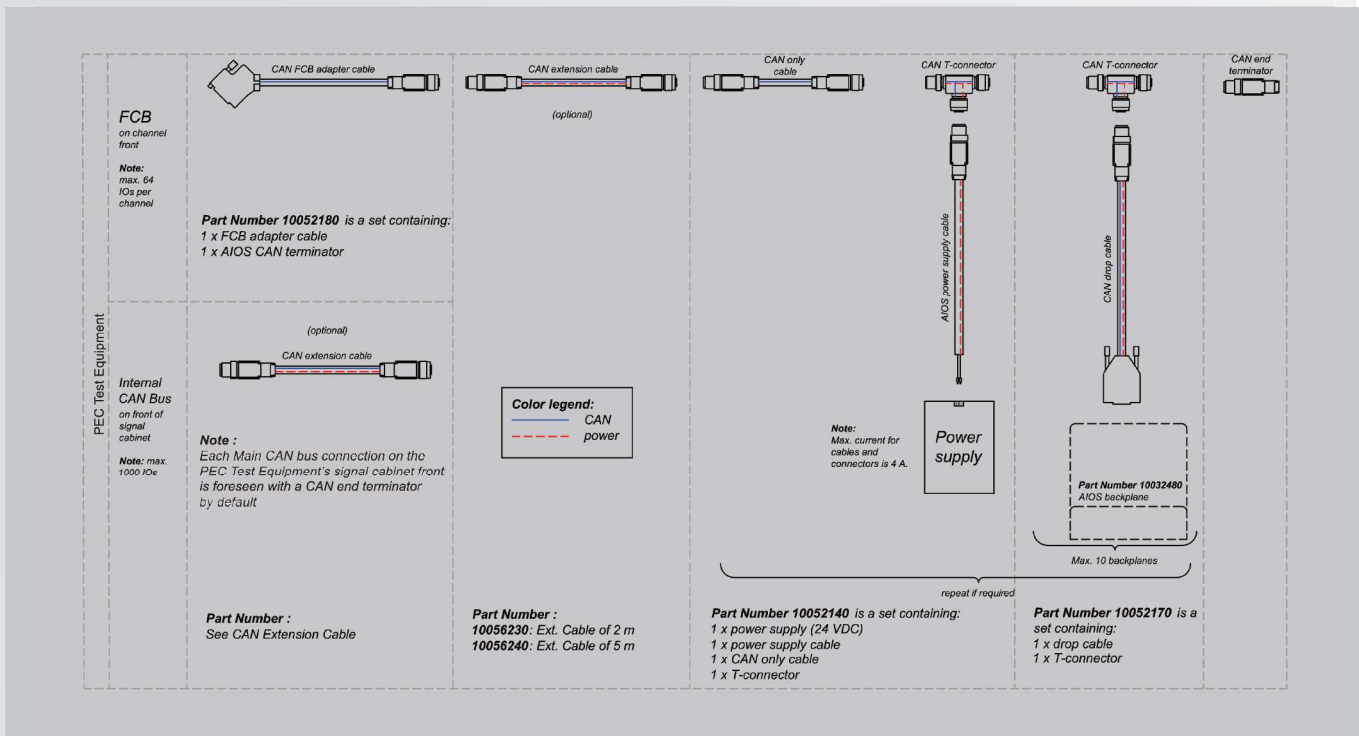 PEC Test Equipment
FCB
on channel
front
Note:
max. 64
IOs per
channel
CAN FCB adapter cable
Part Number 10052180 is a set containing:
1 x FCB adapter cable
1 x AIOS CAN terminator
Internal
CAN Bus
on front of
signal
cabinet
Note: max.
1000 IOs
(optional)
CAN extension cable
Note :
Each Main CAN bus connection on the
PEC Test Equipment's signal cabinet front
is foreseen with a CAN end terminator
by default
Part Number :
See CAN Extension Cable
CAN extension cable
(optional)
Color legend:
CAN
power
Part Number :
10056230: Ext. Cable of 2 m
10056240: Ext. Cable of 5 m
CAN only
cable
CAN T-connector
AIOS power supply cable
Note:
Max. current for
cables and
connectors is 4 A.
Power
supply
CAN T-connector
CAN drop cable
Part Number 10032480
AIOS backplane
Max. 10 backplanes
repeat if required
Part Number 10052140 is a set containing:
1 x power supply (24 VDC)
1 x power supply cable
1 x CAN only cable
1 x T-connector
Part Number 10052170 is a
set containing:
1 x drop cable
1 x T-connector
CAN end
terminator